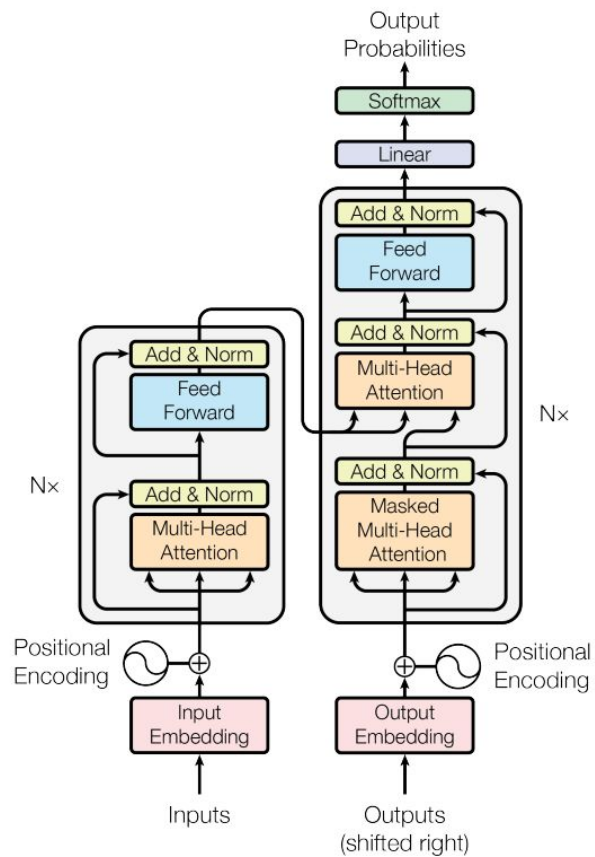 Output
Probabilities
Softmax
Linear
Add & Norm
Feed
Forward
Add & Norm
Multi-Head
Attention
Add & Norm
Masked
Multi-Head
Attention
N×
Positional
Encoding
Output
Embedding
Outputs
(shifted right)
Add & Norm
Feed
Forward
Add & Norm
Multi-Head
Attention
N×
Positional
Encoding
Input
Embedding
Inputs